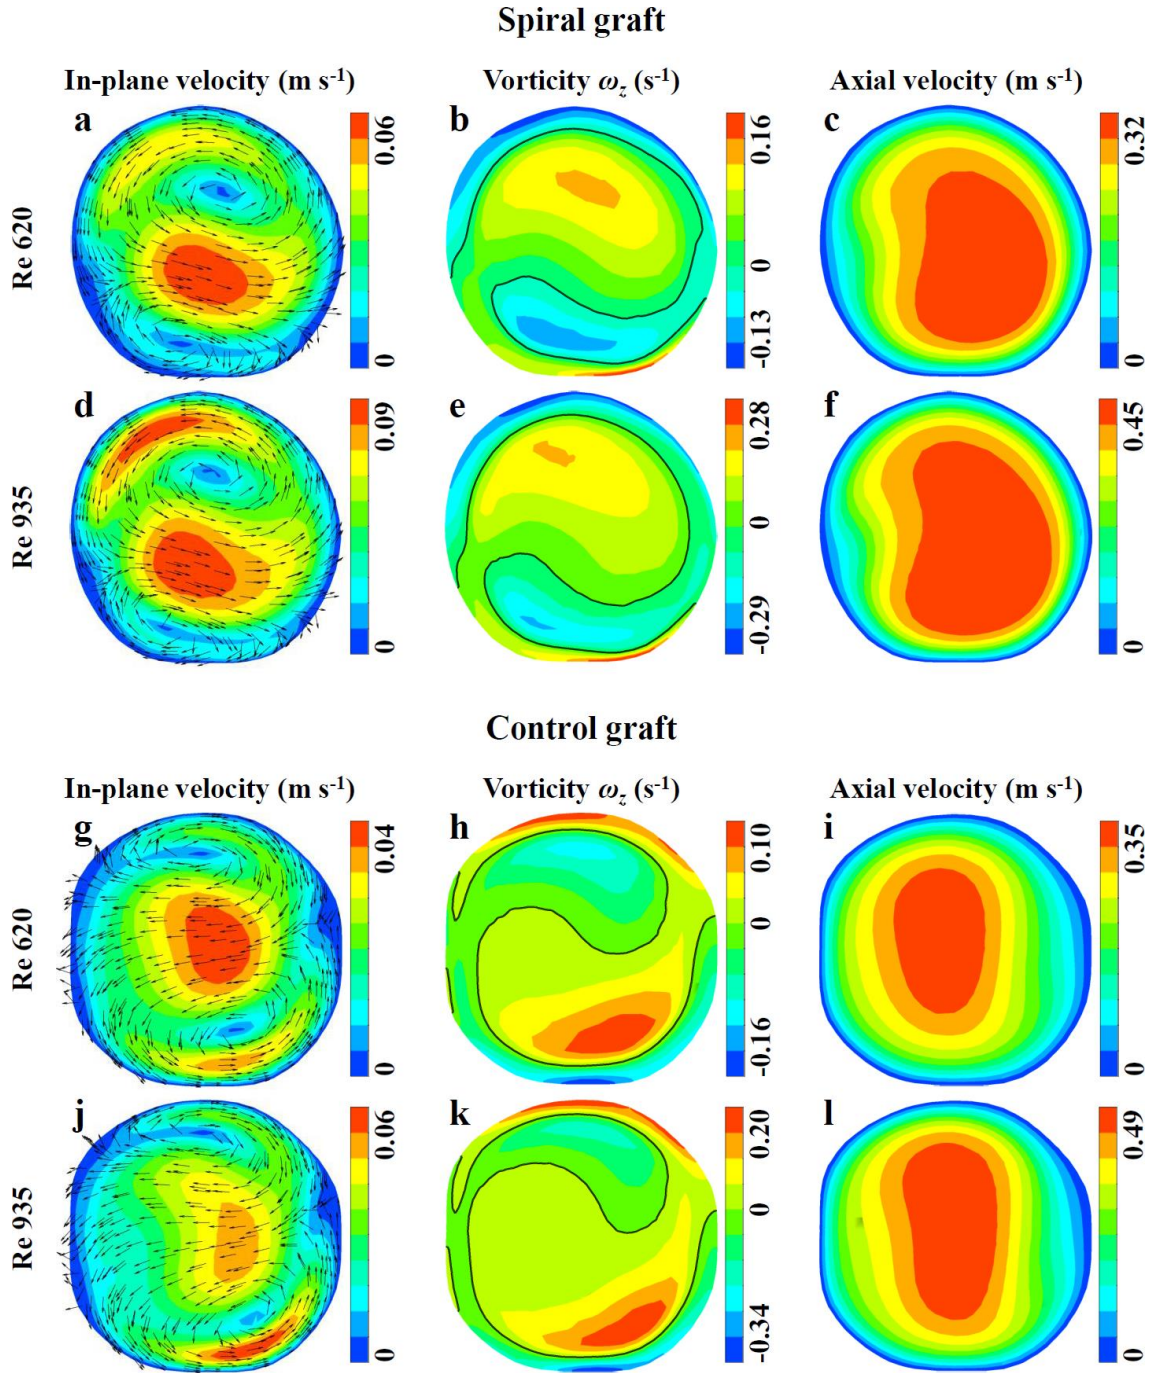 Spiral graft
In-plane velocity (m s⁻¹) Vorticity ω_z (s⁻¹) Axial velocity (m s⁻¹)
a 0.06 0 b 0.16 0 -0.13 c 0.32 0
Re 620
d 0.09 0 e 0.28 0 -0.29 f 0.45 0
Re 935
Control graft
In-plane velocity (m s⁻¹) Vorticity ω_z (s⁻¹) Axial velocity (m s⁻¹)
g 0.04 0 h 0.10 0 -0.16 i 0.35 0
Re 620
j 0.06 0 k 0.20 0 -0.34 l 0.49 0
Re 935